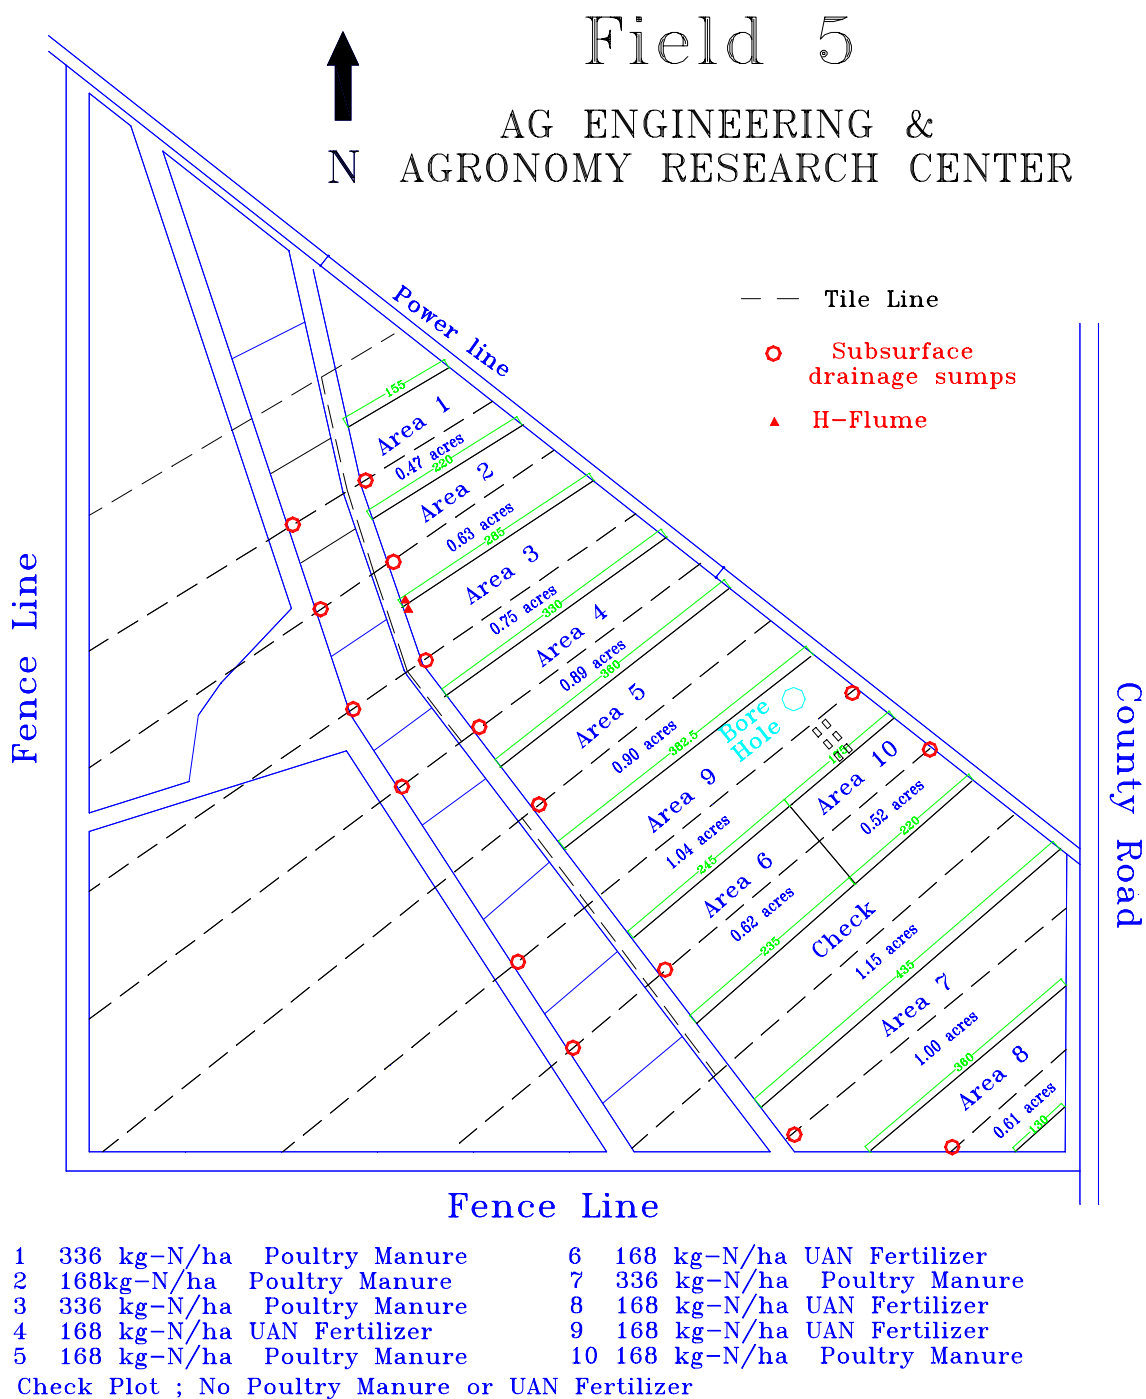 Field 5
AG ENGINEERING &
AGRONOMY RESEARCH CENTER
N
Power line
Tile Line
Subsurface
drainage sumps
H-Flume
155
Area 1
0.47 acres
220
Area 2
0.63 acres
285
Area 3
0.75 acres
330
Area 4
0.89 acres
360
Area 5
0.90 acres
382.5
Bore
Hole
Area 9
1.04 acres
245
Area 10
0.52 acres
220
Area 6
0.62 acres
235
Check
1.15 acres
435
Area 7
1.00 acres
360
Area 8
0.61 acres
130
Fence Line
County Road
Fence Line
1 336 kg-N/ha Poultry Manure
2 168kg-N/ha Poultry Manure
3 336 kg-N/ha Poultry Manure
4 168 kg-N/ha UAN Fertilizer
5 168 kg-N/ha Poultry Manure
6 168 kg-N/ha UAN Fertilizer
7 336 kg-N/ha Poultry Manure
8 168 kg-N/ha UAN Fertilizer
9 168 kg-N/ha UAN Fertilizer
10 168 kg-N/ha Poultry Manure
Check Plot ; No Poultry Manure or UAN Fertilizer